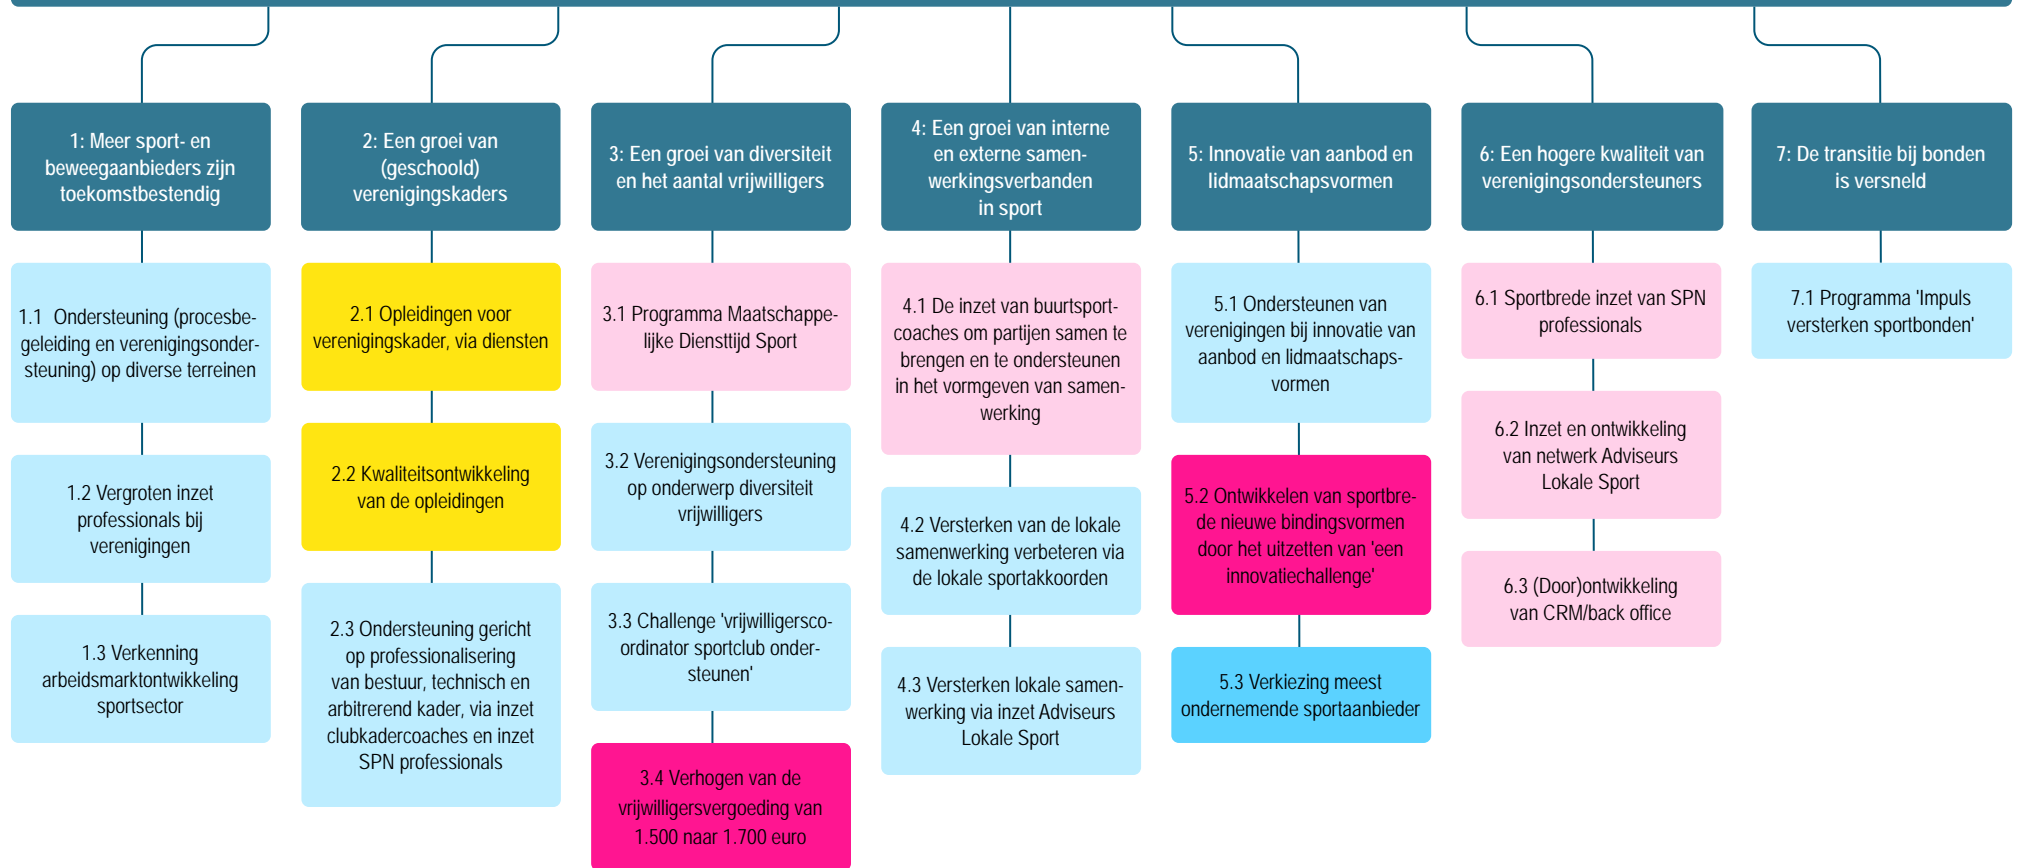 1: Meer sport- en
beweegaanbieders zijn
toekomstbestendig
1.1 Ondersteuning (procesbe-
geleiding en verenigingsonder-
steuning) op diverse terreinen
1.2 Vergroten inzet
professionals bij
verenigingen
1.3 Verkenning
arbeidsmarktontwikkeling
sportsector
2: Een groei van
(geschoold)
verenigingskaders
2.1 Opleidingen voor
verenigingskader, via diensten
2.2 Kwaliteitsontwikkeling
van de opleidingen
2.3 Ondersteuning gericht
op professionalisering
van bestuur, technisch en
arbitrerend kader, via inzet
clubkadercoaches en inzet
SPN professionals
3: Een groei van diversiteit
en het aantal vrijwilligers
3.1 Programma Maatschappe-
lijke Diensttijd Sport
3.2 Verenigingsondersteuning
op onderwerp diversiteit
vrijwilligers
3.3 Challenge 'vrijwilligersco-
ordinator sportclub onder-
steunen'
3.4 Verhogen van de
vrijwilligersvergoeding van
1.500 naar 1.700 euro
4: Een groei van interne
en externe samen-
werkingsverbanden
in sport
4.1 De inzet van buurtsport-
coaches om partijen samen te
brengen en te ondersteunen
in het vormgeven van samen-
werking
4.2 Versterken van de lokale
samenwerking verbeteren via
de lokale sportakkoorden
4.3 Versterken lokale samen-
werking via inzet Adviseurs
Lokale Sport
5: Innovatie van aanbod en
lidmaatschapsvormen
5.1 Ondersteunen van
verenigingen bij innovatie van
aanbod en lidmaatschaps-
vormen
5.2 Ontwikkelen van sportbre-
de nieuwe bindingsvormen
door het uitzetten van 'een
innovatiechallenge'
5.3 Verkiezing meest
ondernemende sportaanbieder
6: Een hogere kwaliteit van
verenigingsondersteuners
6.1 Sportbrede inzet van SPN
professionals
6.2 Inzet en ontwikkeling
van netwerk Adviseurs
Lokale Sport
6.3 (Door)ontwikkeling
van CRM/back office
7: De transitie bij bonden
is versneld
7.1 Programma 'Impuls
versterken sportbonden'